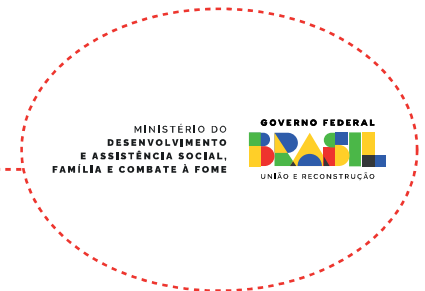 MINISTÉRIO DO
DESENVOLVIMENTO
E ASSISTÊNCIA SOCIAL,
FAMÍLIA E COMBATE À FOME
GOVERNO FEDERAL
BRASIL
UNIÃO E RECONSTRUÇÃO